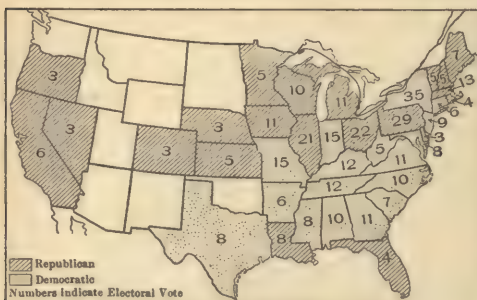 7
3 5 5 5 13
10 11 35 4
3 11 29 6 9
6 3 3 5 21 15 22 3
15 12 5 11 8
12 10
6 7
8 8 10 11
8 4
Republican
Democratic
Numbers indicate Electoral Vote